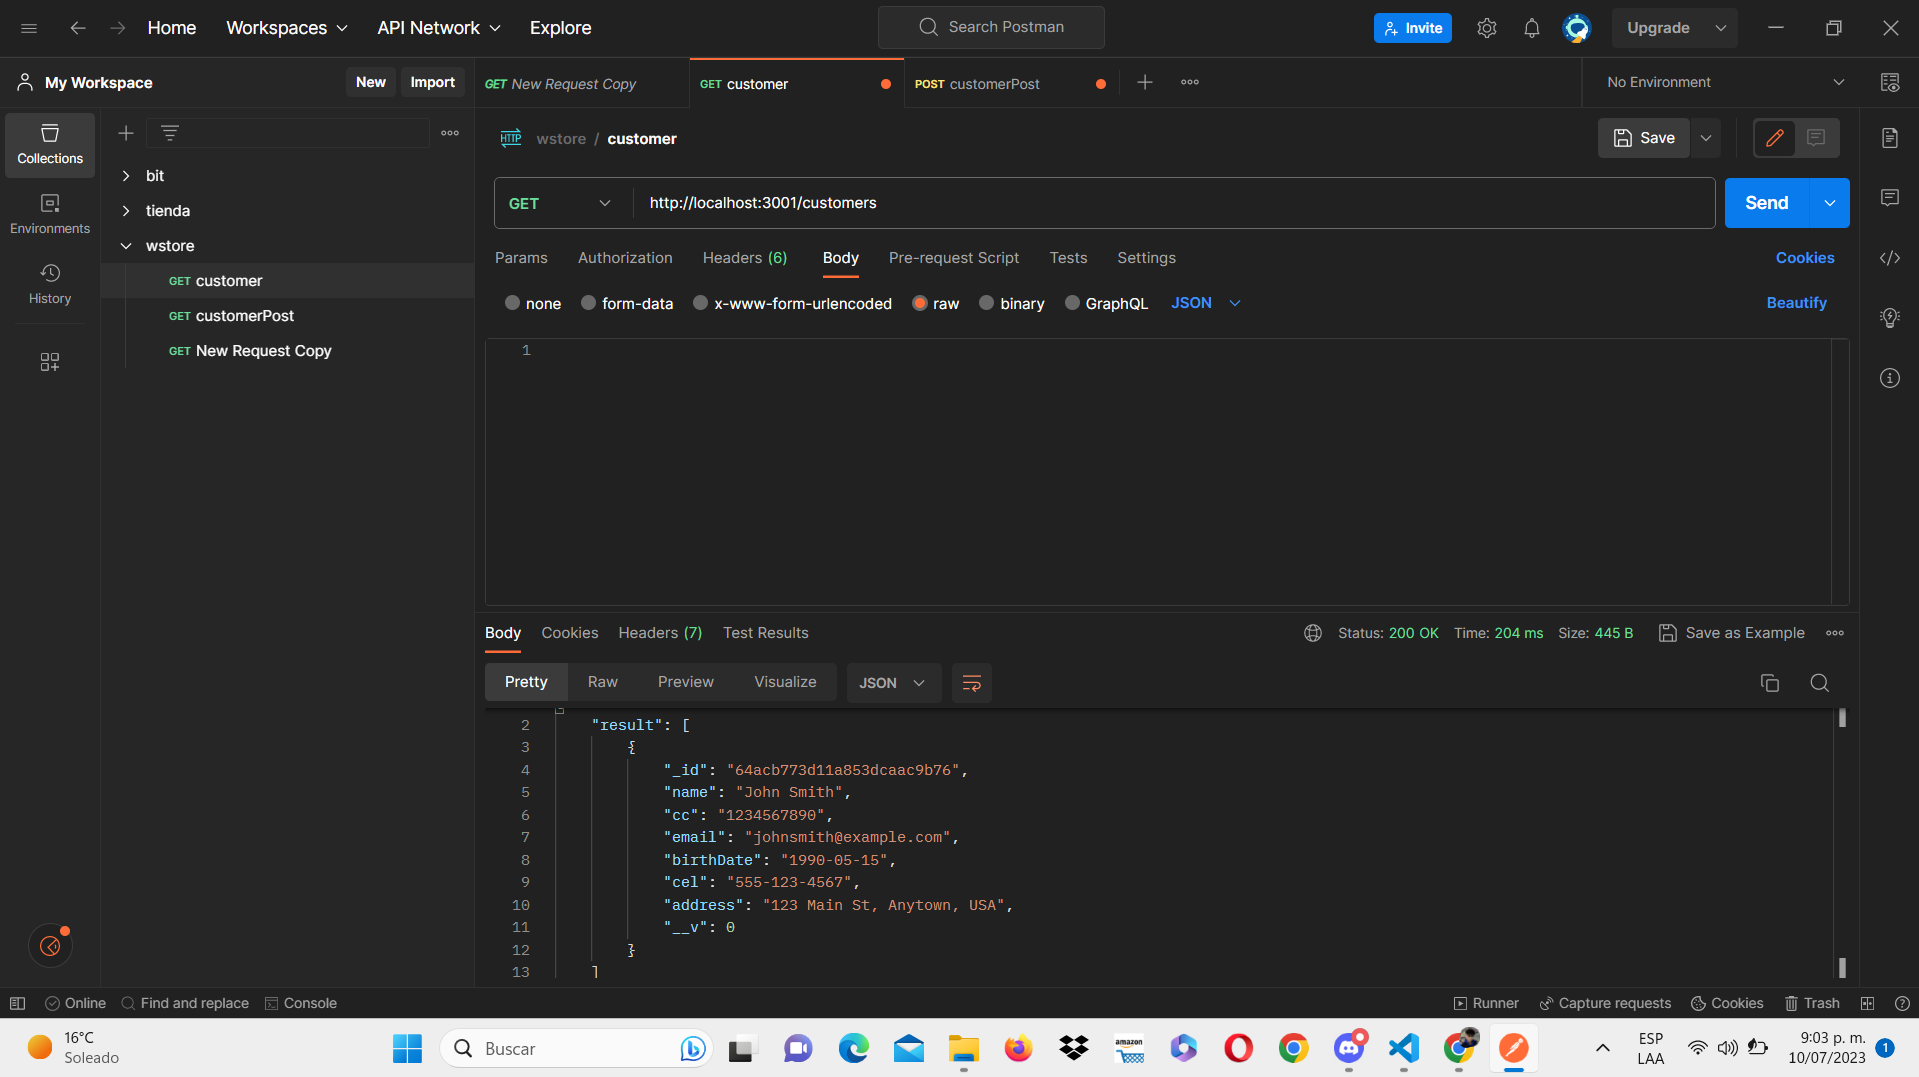 Home
Workspaces
API Network
Explore
Search Postman
Invite
Upgrade
My Workspace
New
Import
GET New Request Copy
GET customer
POST customerPost
No Environment
Collections
Environments
History
bit
tienda
wstore
GET customer
GET customerPost
GET New Request Copy
HTTP
wstore / customer
Save
GET
http://localhost:3001/customers
Send
Params
Authorization
Headers (6)
Body
Pre-request Script
Tests
Settings
Cookies
none
form-data
x-www-form-urlencoded
raw
binary
GraphQL
JSON
Beautify
1
Body
Cookies
Headers (7)
Test Results
Status: 200 OK
Time: 204 ms
Size: 445 B
Save as Example
Pretty
Raw
Preview
Visualize
JSON
2 "result": [
3 {
4 "_id": "64acb773d11a853dcaac9b76",
5 "name": "John Smith",
6 "cc": "1234567890",
7 "email": "johnsmith@example.com",
8 "birthDate": "1990-05-15",
9 "cel": "555-123-4567",
10 "address": "123 Main St, Anytown, USA",
11 "__v": 0
12 }
13 ]
Online
Find and replace
Console
Runner
Capture requests
Cookies
Trash
16°C
Soleado
Buscar
amazon
ESP
LAA
9:03 p. m.
10/07/2023
1